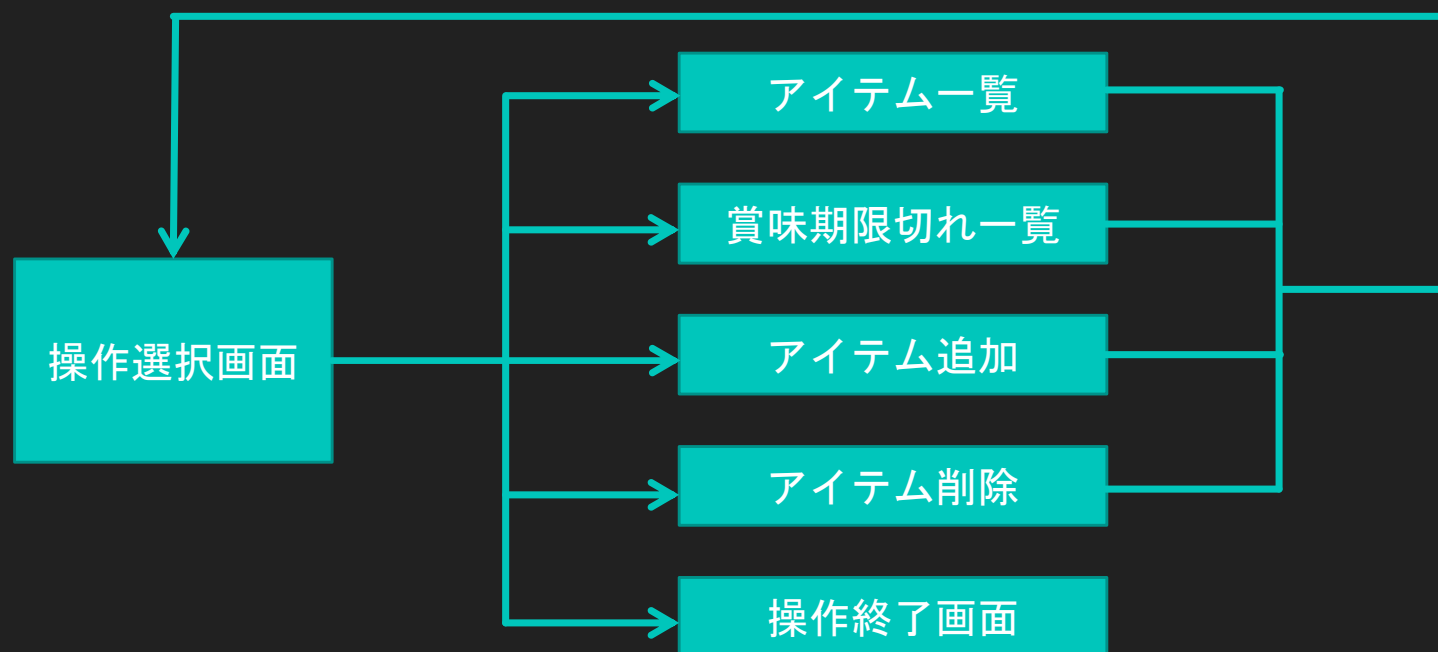 アイテム一覧
賞味期限切れ一覧
操作選択画面
アイテム追加
アイテム削除
操作終了画面